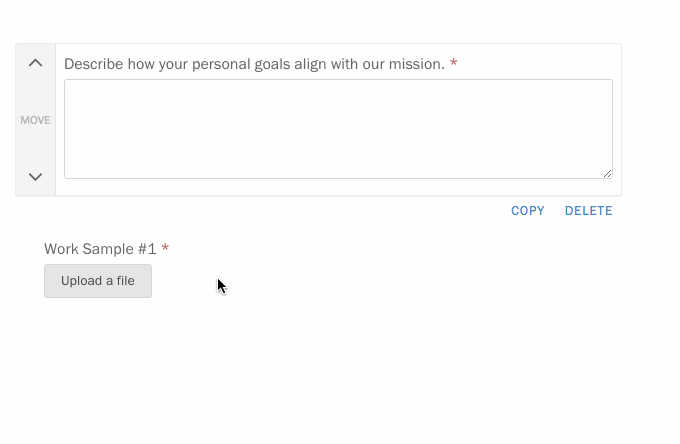 Describe how your personal goals align with our mission. *
MOVE
COPY DELETE
Work Sample #1 *
Upload a file